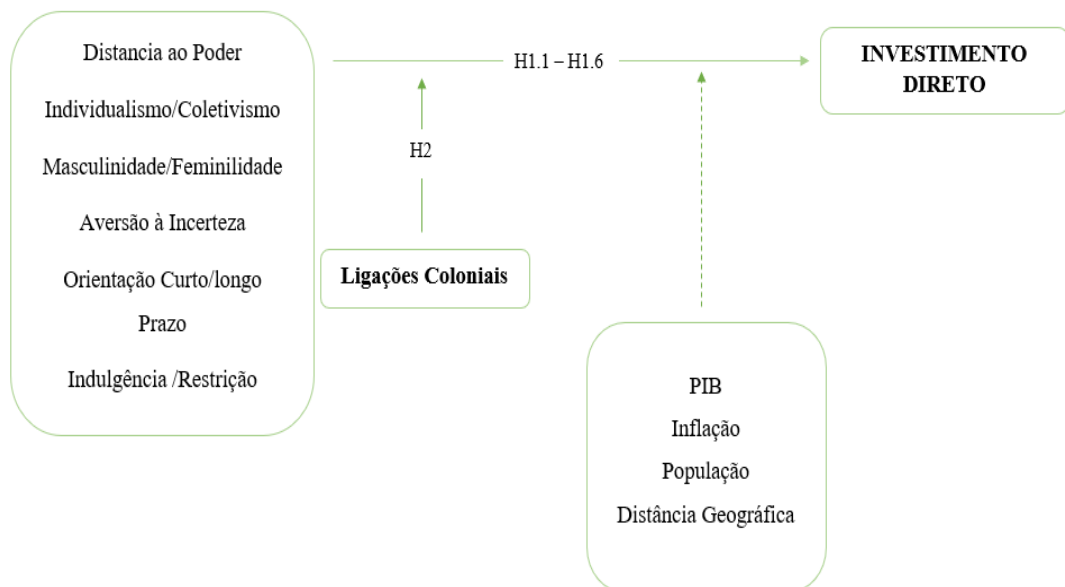 Distancia ao Poder
Individualismo/Coletivismo
Masculinidade/Feminilidade
Aversão à Incerteza
Orientação Curto/longo
Prazo
Indulgência /Restrição
H1.1 – H1.6
INVESTIMENTO
DIRETO
H2
Ligações Coloniais
PIB
Inflação
População
Distância Geográfica